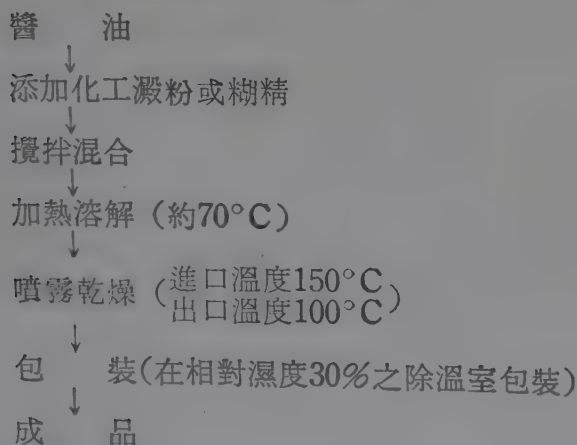 醬油
↓
添加化工澱粉或糊精
↓
攪拌混合
↓
加熱溶解（約70°C）
↓
噴霧乾燥（進口溫度150°C
出口溫度100°C）
↓
包裝(在相對濕度30%之除溫室包裝)
↓
成品